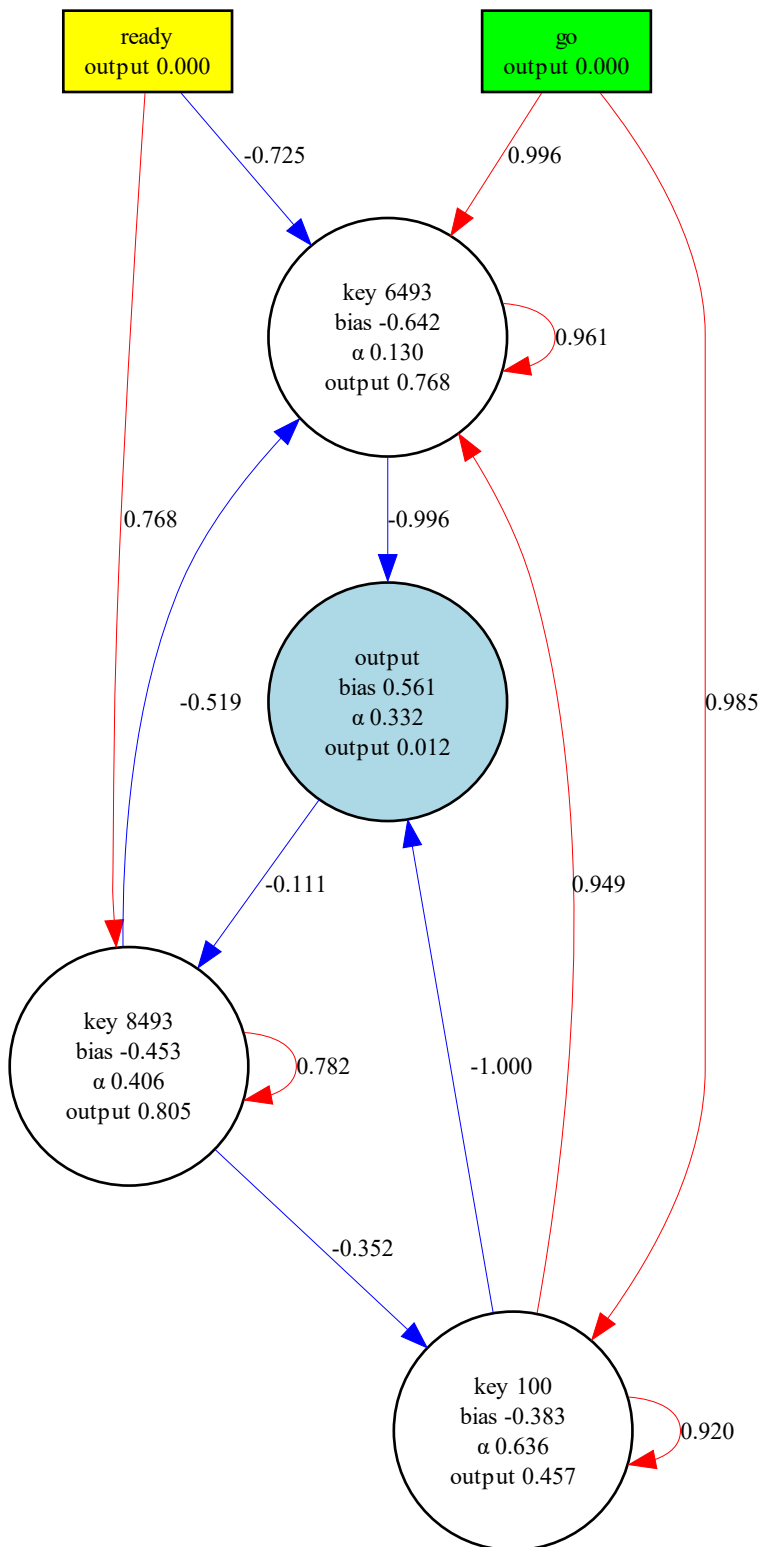 ready
output 0.000
go
output 0.000
-0.725
0.996
key 6493
bias -0.642
α 0.130
output 0.768
0.961
0.768
-0.996
-0.519
output
bias 0.561
α 0.332
output 0.012
0.985
-0.111
0.949
key 8493
bias -0.453
α 0.406
output 0.805
0.782
-1.000
-0.352
key 100
bias -0.383
α 0.636
output 0.457
0.920